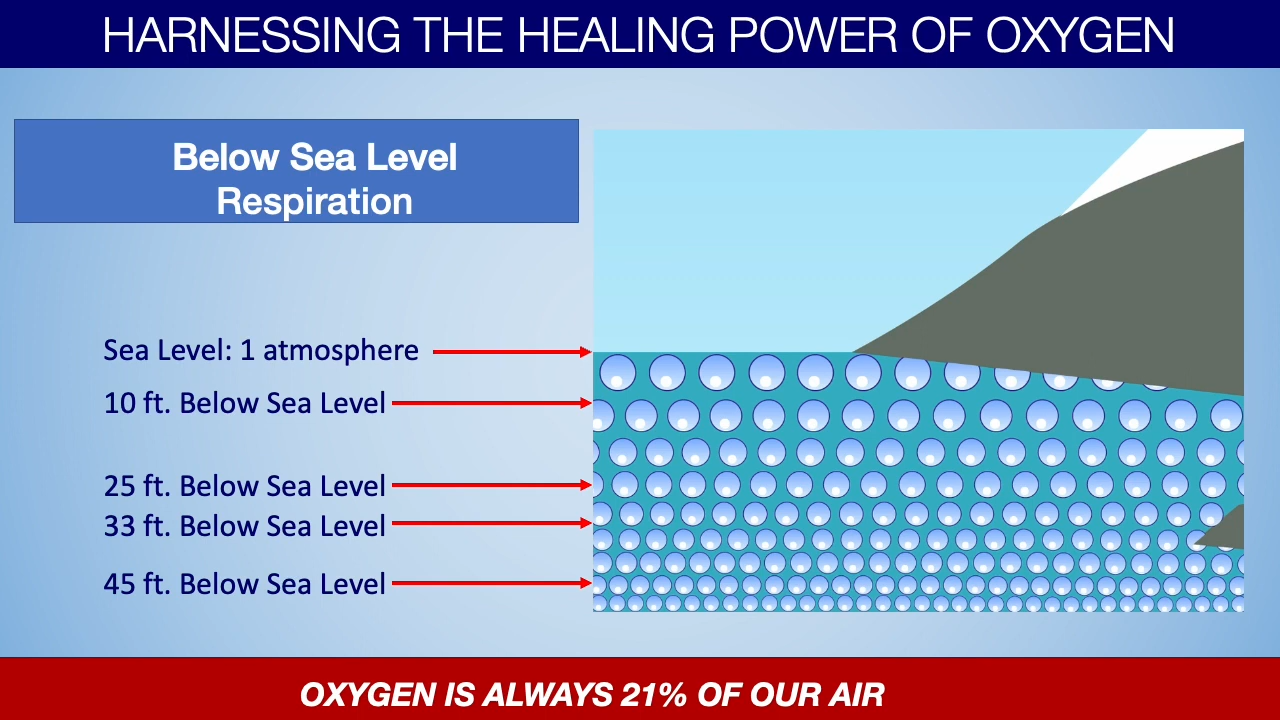 HARNESSING THE HEALING POWER OF OXYGEN
Below Sea Level
Respiration
Sea Level: 1 atmosphere
10 ft. Below Sea Level
25 ft. Below Sea Level
33 ft. Below Sea Level
45 ft. Below Sea Level
OXYGEN IS ALWAYS 21% OF OUR AIR